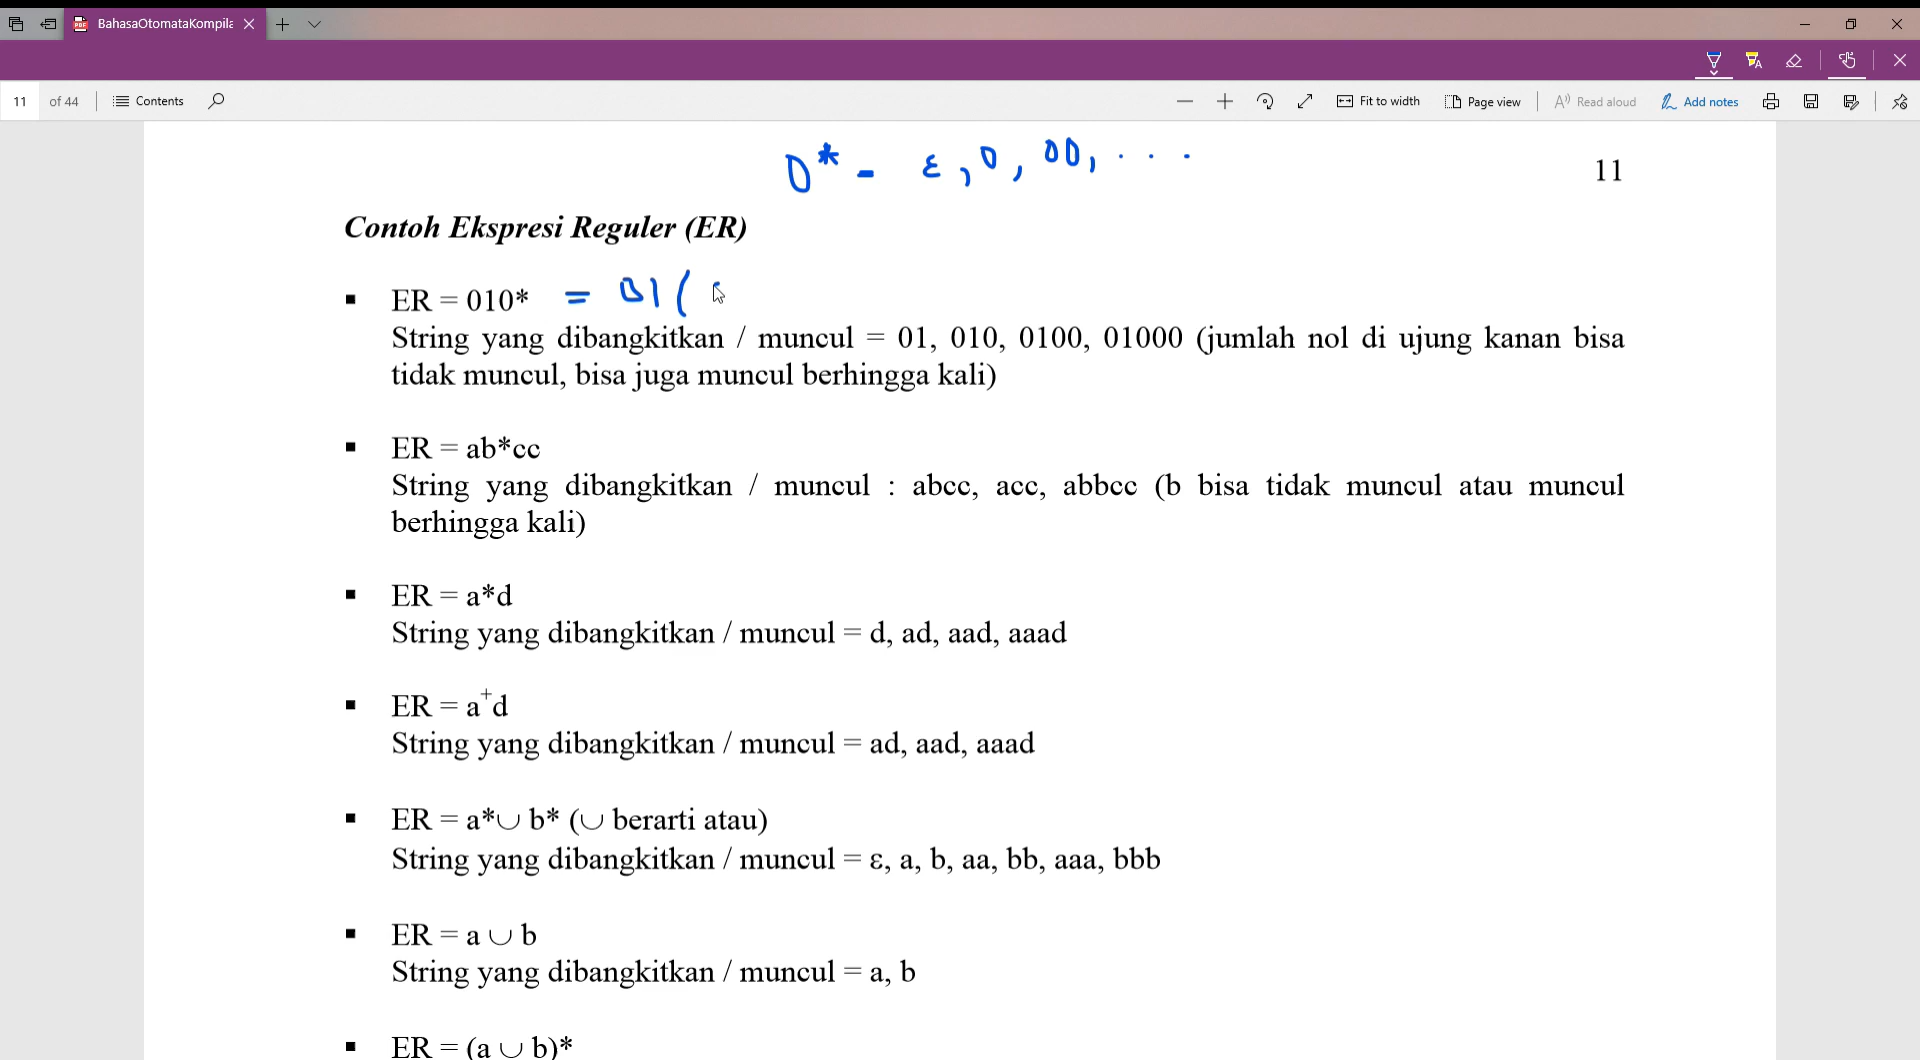 BahasaOtomataKompila
11 of 44 Contents Fit to width Page view Read aloud Add notes
0* - ε, 0, 00, . . .
11
Contoh Ekspresi Reguler (ER)
▪ ER = 010* = 01 (
String yang dibangkitkan / muncul = 01, 010, 0100, 01000 (jumlah nol di ujung kanan bisa
tidak muncul, bisa juga muncul berhingga kali)
▪ ER = ab*cc
String yang dibangkitkan / muncul : abcc, acc, abbcc (b bisa tidak muncul atau muncul
berhingga kali)
▪ ER = a*d
String yang dibangkitkan / muncul = d, ad, aad, aaad
▪ ER = a⁺d
String yang dibangkitkan / muncul = ad, aad, aaad
▪ ER = a*∪ b* (∪ berarti atau)
String yang dibangkitkan / muncul = ε, a, b, aa, bb, aaa, bbb
▪ ER = a ∪ b
String yang dibangkitkan / muncul = a, b
▪ ER = (a ∪ b)*